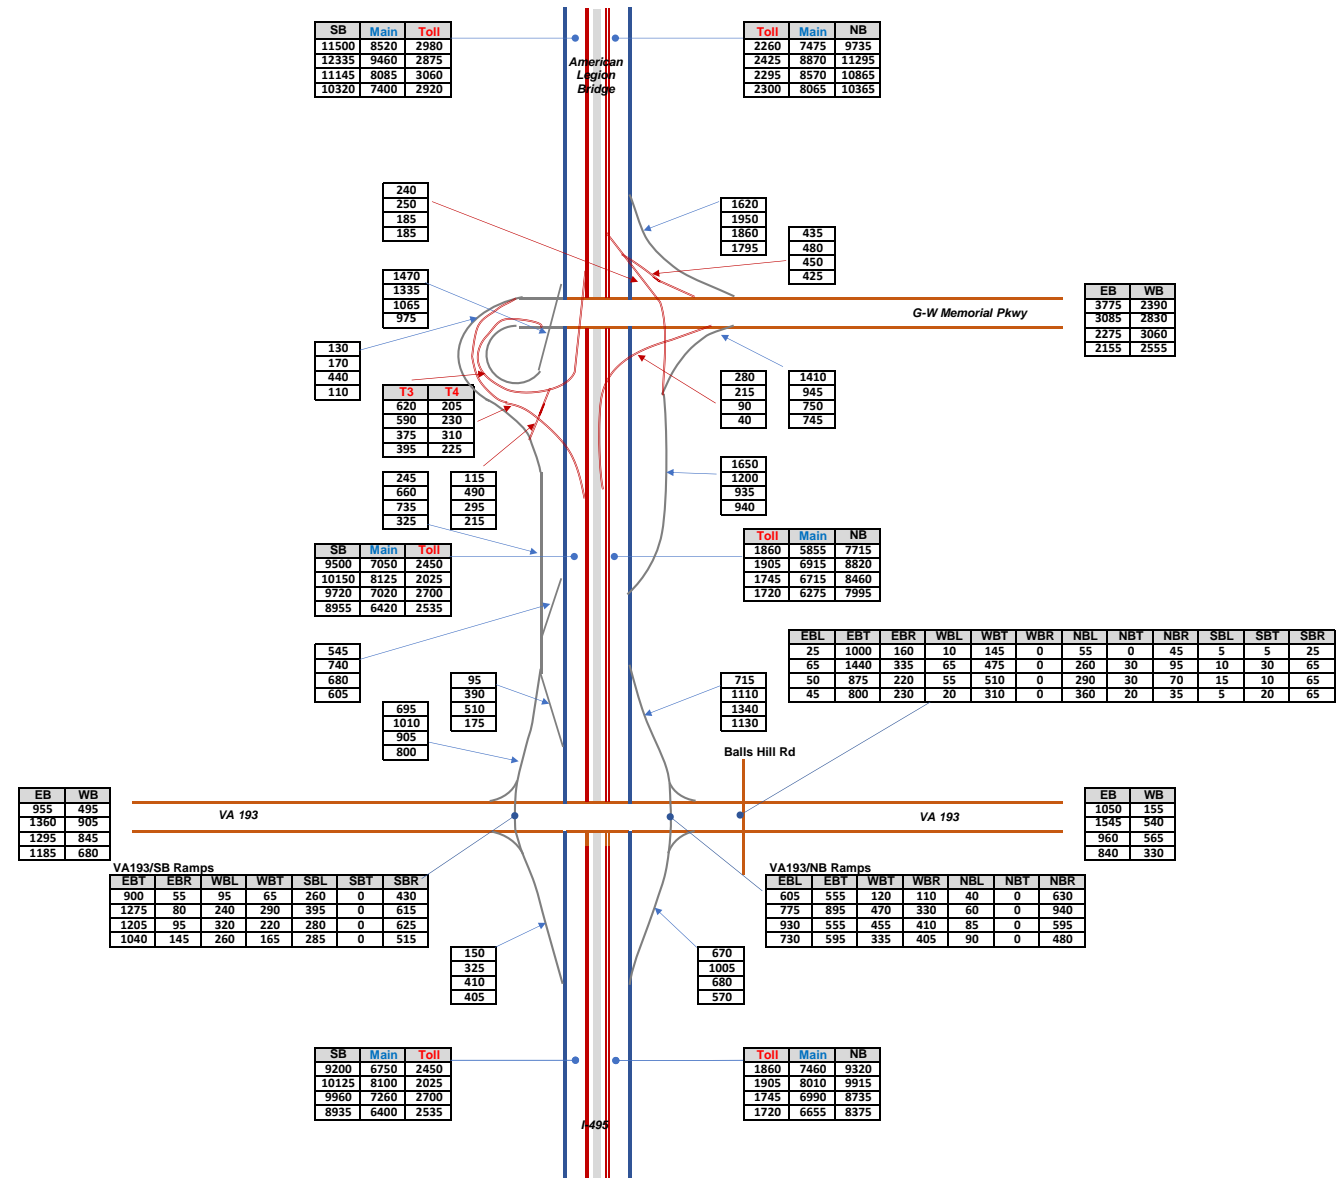 SB Main Toll
11500 8520 2980
12335 9460 2875
11145 8085 3060
10320 7400 2920
Toll Main NB
2260 7475 9735
2425 8870 11295
2295 8570 10865
2300 8065 10365
American
Legion
Bridge
240
250
185
185
1620
1950
1860
1795
435
480
450
425
1470
1335
1065
975
EB WB
3775 2390
3085 2830
2275 3060
2155 2555
G-W Memorial Pkwy
130
170
440
110
T3 T4
620 205
590 230
375 310
395 225
280
215
90
40
1410
945
750
745
245
660
735
325
115
490
295
215
1650
1200
935
940
SB Main Toll
9500 7050 2450
10150 8125 2025
9720 7020 2700
8955 6420 2535
Toll Main NB
1860 5855 7715
1905 6915 8820
1745 6715 8460
1720 6275 7995
EBL EBT EBR WBL WBT WBR NBL NBT NBR SBL SBT SBR
25 1000 160 10 145 0 55 0 45 5 5 25
65 1440 335 65 475 0 260 30 95 10 30 65
50 875 220 55 510 0 290 30 70 15 10 65
45 800 230 20 310 0 360 20 35 5 20 65
545
740
680
605
95
390
510
175
695
1010
905
800
715
1110
1340
1130
Balls Hill Rd
EB WB
955 495
1360 905
1295 845
1185 680
VA 193
VA 193
EB WB
1050 155
1545 540
960 565
840 330
VA193/SB Ramps
EBT EBR WBL WBT SBL SBT SBR
900 55 95 65 260 0 430
1275 80 240 290 395 0 615
1205 95 320 220 280 0 625
1040 145 260 165 285 0 515
VA193/NB Ramps
EBL EBT WBT WBR NBL NBT NBR
605 555 120 110 40 0 630
775 895 470 330 60 0 940
930 555 455 410 85 0 595
730 595 335 405 90 0 480
150
325
410
405
670
1005
680
570
SB Main Toll
9200 6750 2450
10125 8100 2025
9960 7260 2700
8935 6400 2535
Toll Main NB
1860 7460 9320
1905 8010 9915
1745 6990 8735
1720 6655 8375
I-495